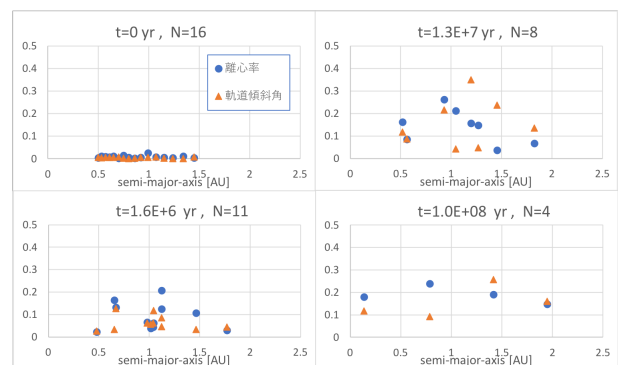 t=0 yr , N=16
0.5
0.4
0.3
0.2
0.1
0
離心率
軌道傾斜角
0 0.5 1 1.5 2 2.5
semi-major-axis [AU]
t=1.3E+7 yr , N=8
0.5
0.4
0.3
0.2
0.1
0
0 0.5 1 1.5 2 2.5
semi-major-axis [AU]
t=1.6E+6 yr , N=11
0.5
0.4
0.3
0.2
0.1
0
0 0.5 1 1.5 2 2.5
semi-major-axis [AU]
t=1.0E+08 yr , N=4
0.5
0.4
0.3
0.2
0.1
0
0 0.5 1 1.5 2 2.5
semi-major-axis [AU]